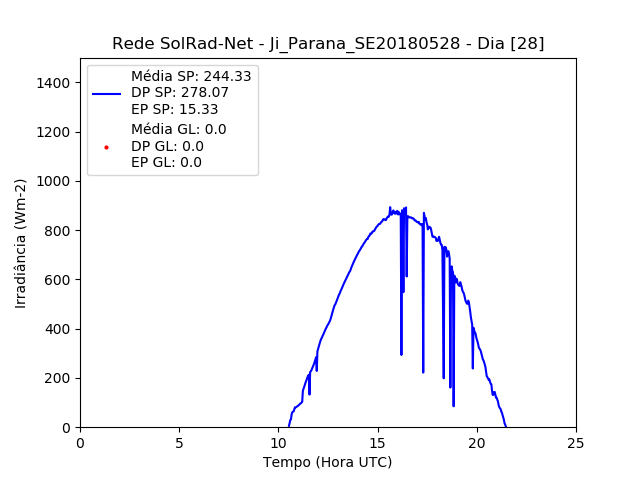 Rede SolRad-Net - Ji_Parana_SE20180528 - Dia [28]
Média SP: 244.33
DP SP: 278.07
EP SP: 15.33
Média GL: 0.0
DP GL: 0.0
EP GL: 0.0
1400
1200
1000
800
600
400
200
0
Irradiância (Wm-2)
0 5 10 15 20 25
Tempo (Hora UTC)